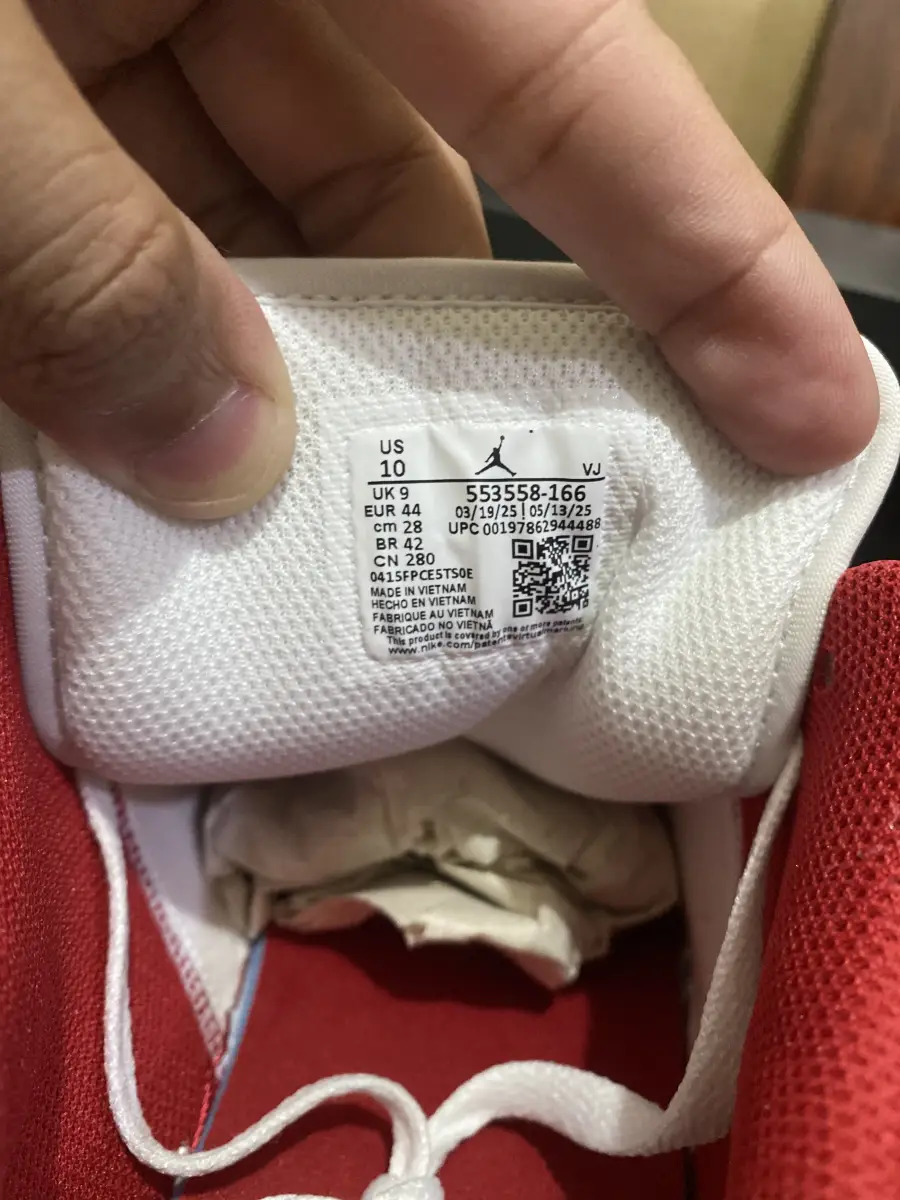 US
10
VJ
UK 9
EUR 44
cm 28
BR 42
CN 280
553558-166
03/19/25 | 05/13/25
UPC 00197862944488
0415FPCE5TS0E
MADE IN VIETNAM
HECHO EN VIETNAM
FABRIQUE AU VIETNAM
FABRICADO NO VIETNÃ
This product is covered by one or more patents.
www.nike.com/patentsvirtualmarking